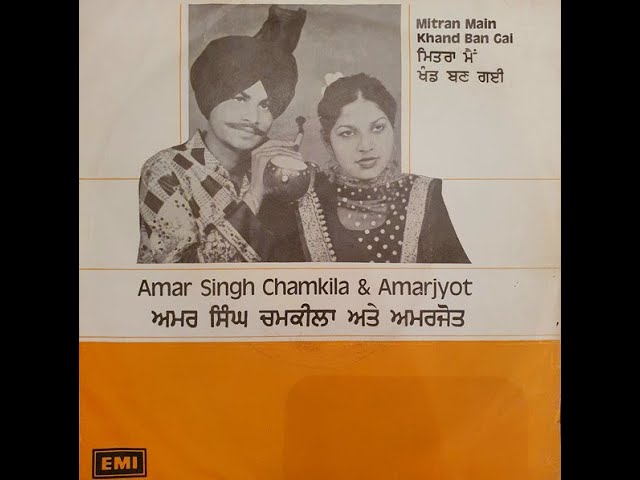 Mitran Main
Khand Ban Gai
ਮਿਤਰਾ ਮੈਂ
ਖੰਡ ਬਣ ਗਈ
Amar Singh Chamkila & Amarjyot
ਅਮਰ ਸਿੰਘ ਚਮਕੀਲਾ ਅਤੇ ਅਮਰਜੋਤ
EMI